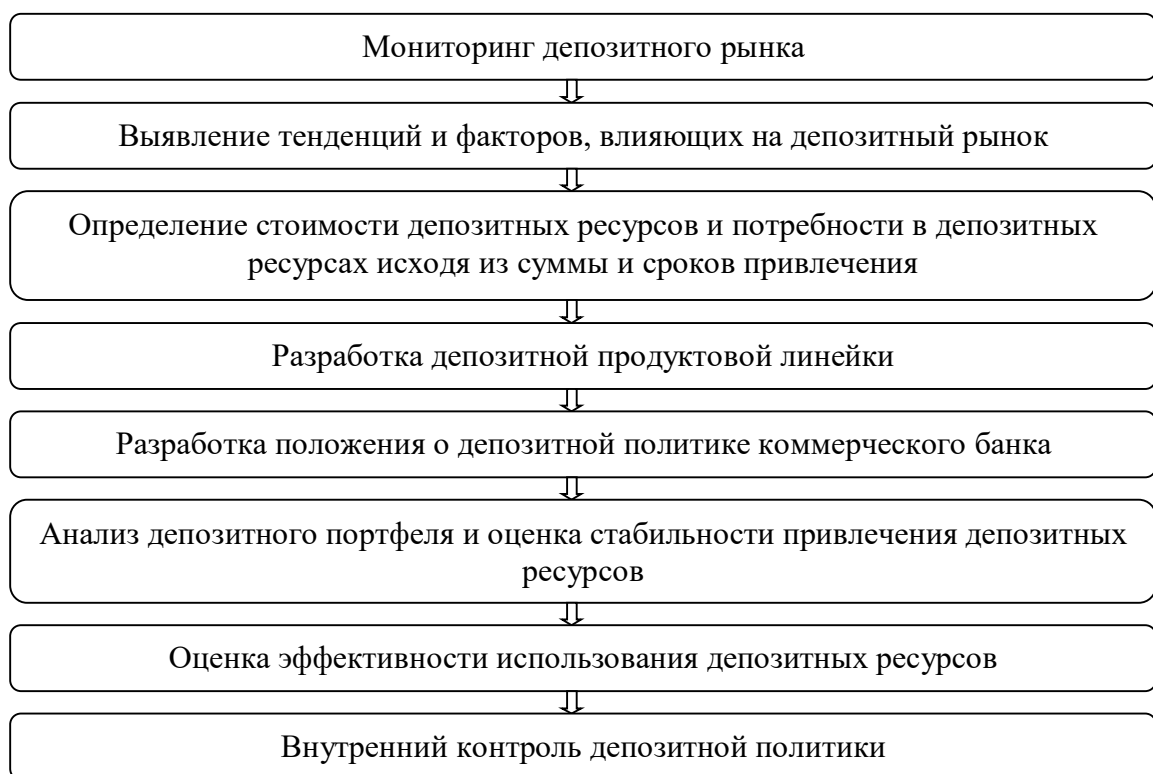 Мониторинг депозитного рынка
Выявление тенденций и факторов, влияющих на депозитный рынок
Определение стоимости депозитных ресурсов и потребности в депозитных
ресурсах исходя из суммы и сроков привлечения
Разработка депозитной продуктовой линейки
Разработка положения о депозитной политике коммерческого банка
Анализ депозитного портфеля и оценка стабильности привлечения депозитных
ресурсов
Оценка эффективности использования депозитных ресурсов
Внутренний контроль депозитной политики